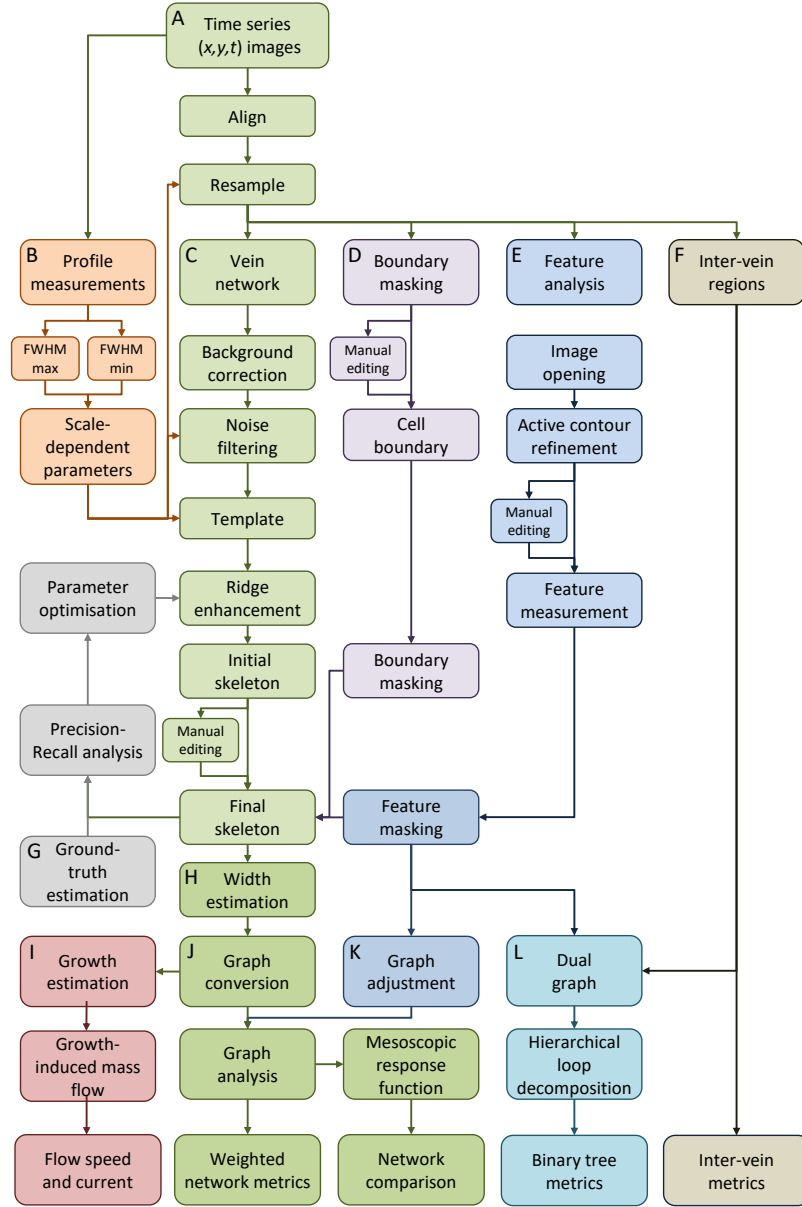 A
Time series
(x,y,t) images
Align
Resample
B
Profile
measurements
C
Vein
network
D
Boundary
masking
E
Feature
analysis
F
Inter-vein
regions
FWHM
max
FWHM
min
Background
correction
Manual
editing
Image
opening
Scale-
dependent
parameters
Noise
filtering
Cell
boundary
Active contour
refinement
Template
Manual
editing
Parameter
optimisation
Ridge
enhancement
Feature
measurement
Initial
skeleton
Boundary
masking
Precision-
Recall analysis
Manual
editing
Final
skeleton
Feature
masking
G
Ground-
truth
estimation
H
Width
estimation
I
Growth
estimation
J
Graph
conversion
K
Graph
adjustment
L
Dual
graph
Growth-
induced mass
flow
Graph
analysis
Mesoscopic
response
function
Hierarchical
loop
decomposition
Flow speed
and current
Weighted
network metrics
Network
comparison
Binary tree
metrics
Inter-vein
metrics